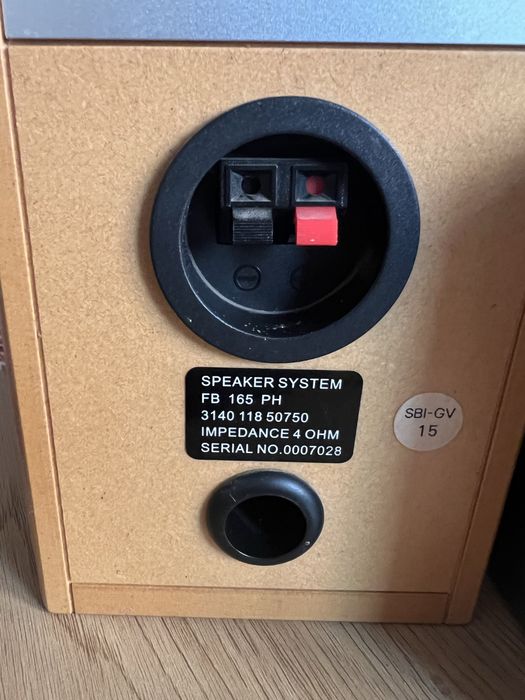 SPEAKER SYSTEM
FB 165 PH
3140 118 50750
IMPEDANCE 4 OHM
SERIAL NO.0007028
SBI-GV
15